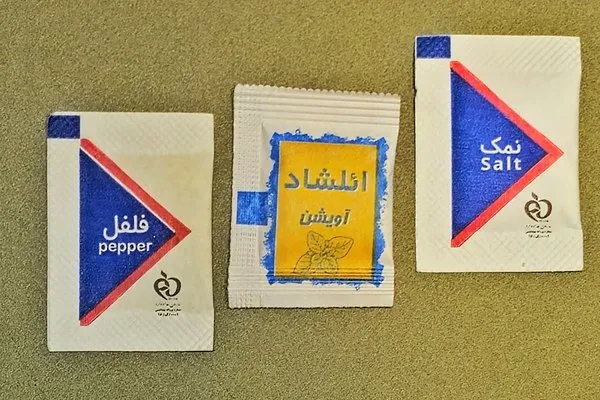 فلفل
pepper
ائلشاد
آویشن
نمک
Salt